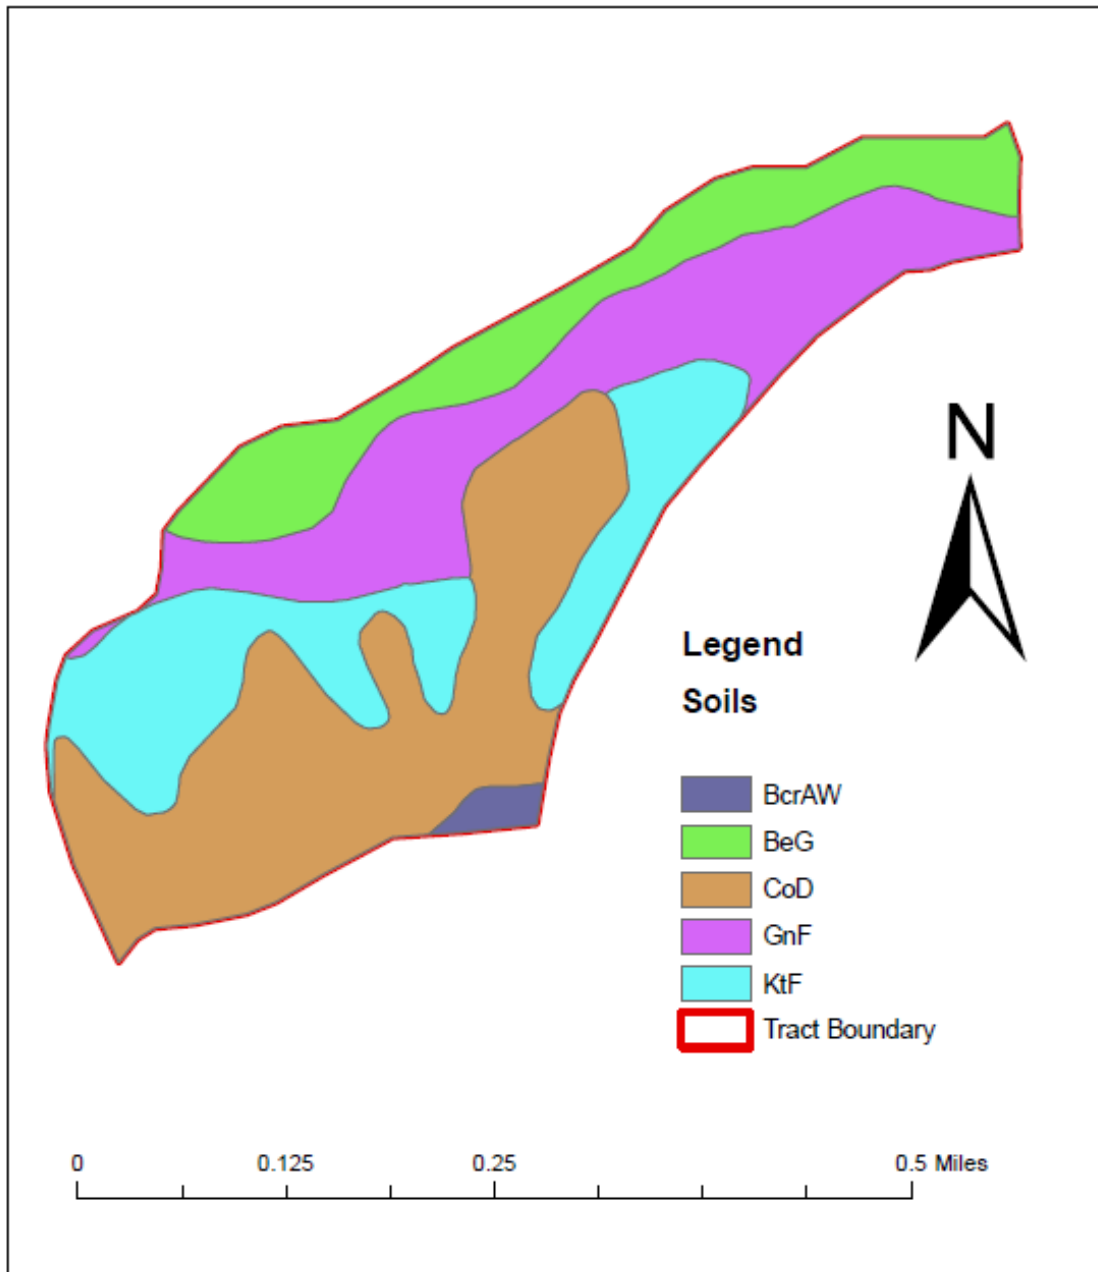 N
Legend
Soils
BcrAW
BeG
CoD
GnF
KtF
Tract Boundary
0 0.125 0.25 0.5 Miles